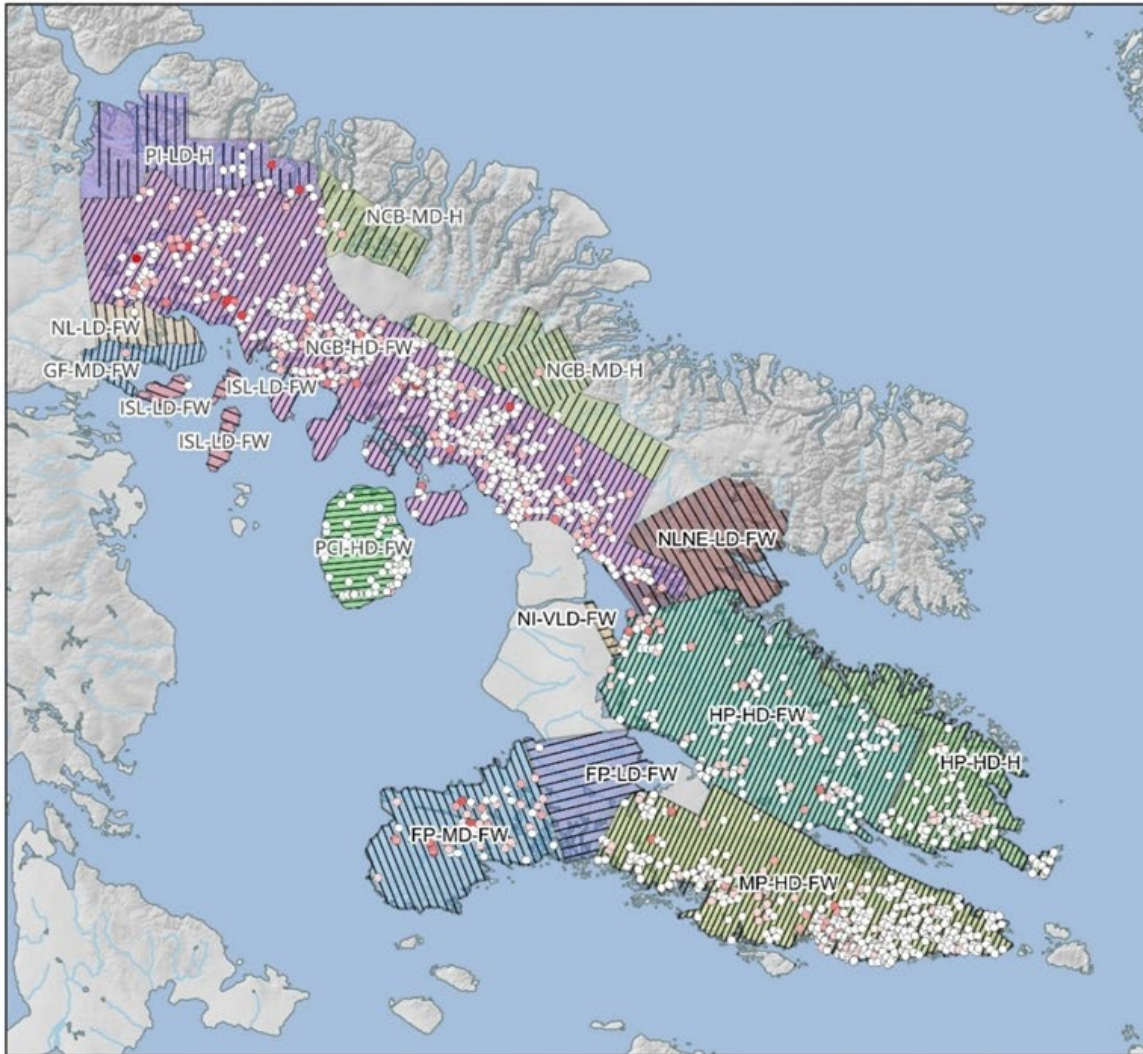 PI-LD-H
NCB-MD-H
NL-LD-FW
NCB-HD-FW
GF-MD-FW
NCB-MD-H
ISL-LD-FW
ISL-LD-FW
ISL-LD-FW
PCI-HD-FW
NLNE-LD-FW
NI-VLD-FW
HP-HD-FW
HP-HD-H
FP-LD-FW
FP-MD-FW
MP-HD-FW